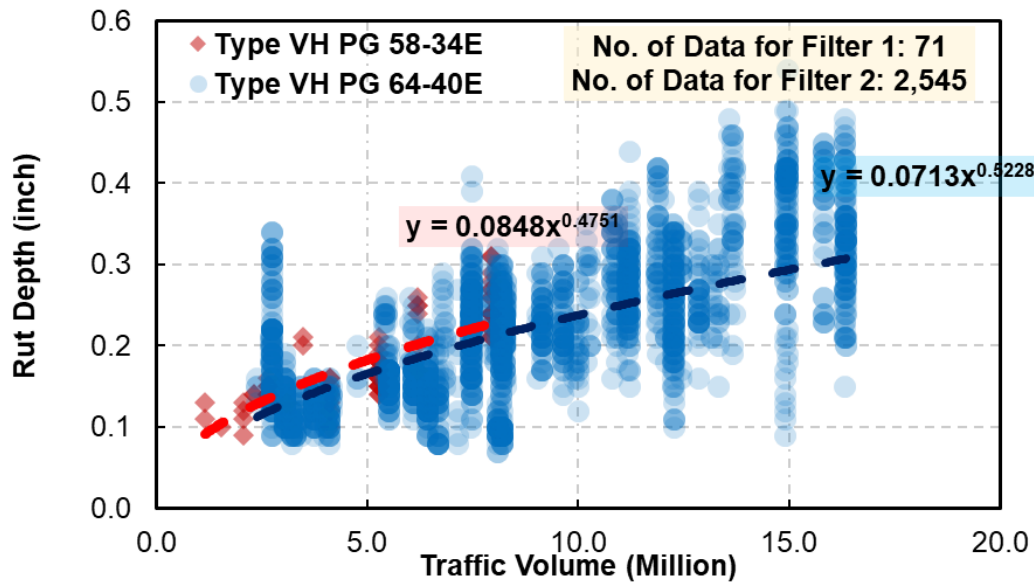 0.6
0.5
0.4
0.3
0.2
0.1
0.0
Rut Depth (inch)
Type VH PG 58-34E
Type VH PG 64-40E
No. of Data for Filter 1: 71
No. of Data for Filter 2: 2,545
y = 0.0848x^0.4751
y = 0.0713x^0.5228
0.0 5.0 10.0 15.0 20.0
Traffic Volume (Million)